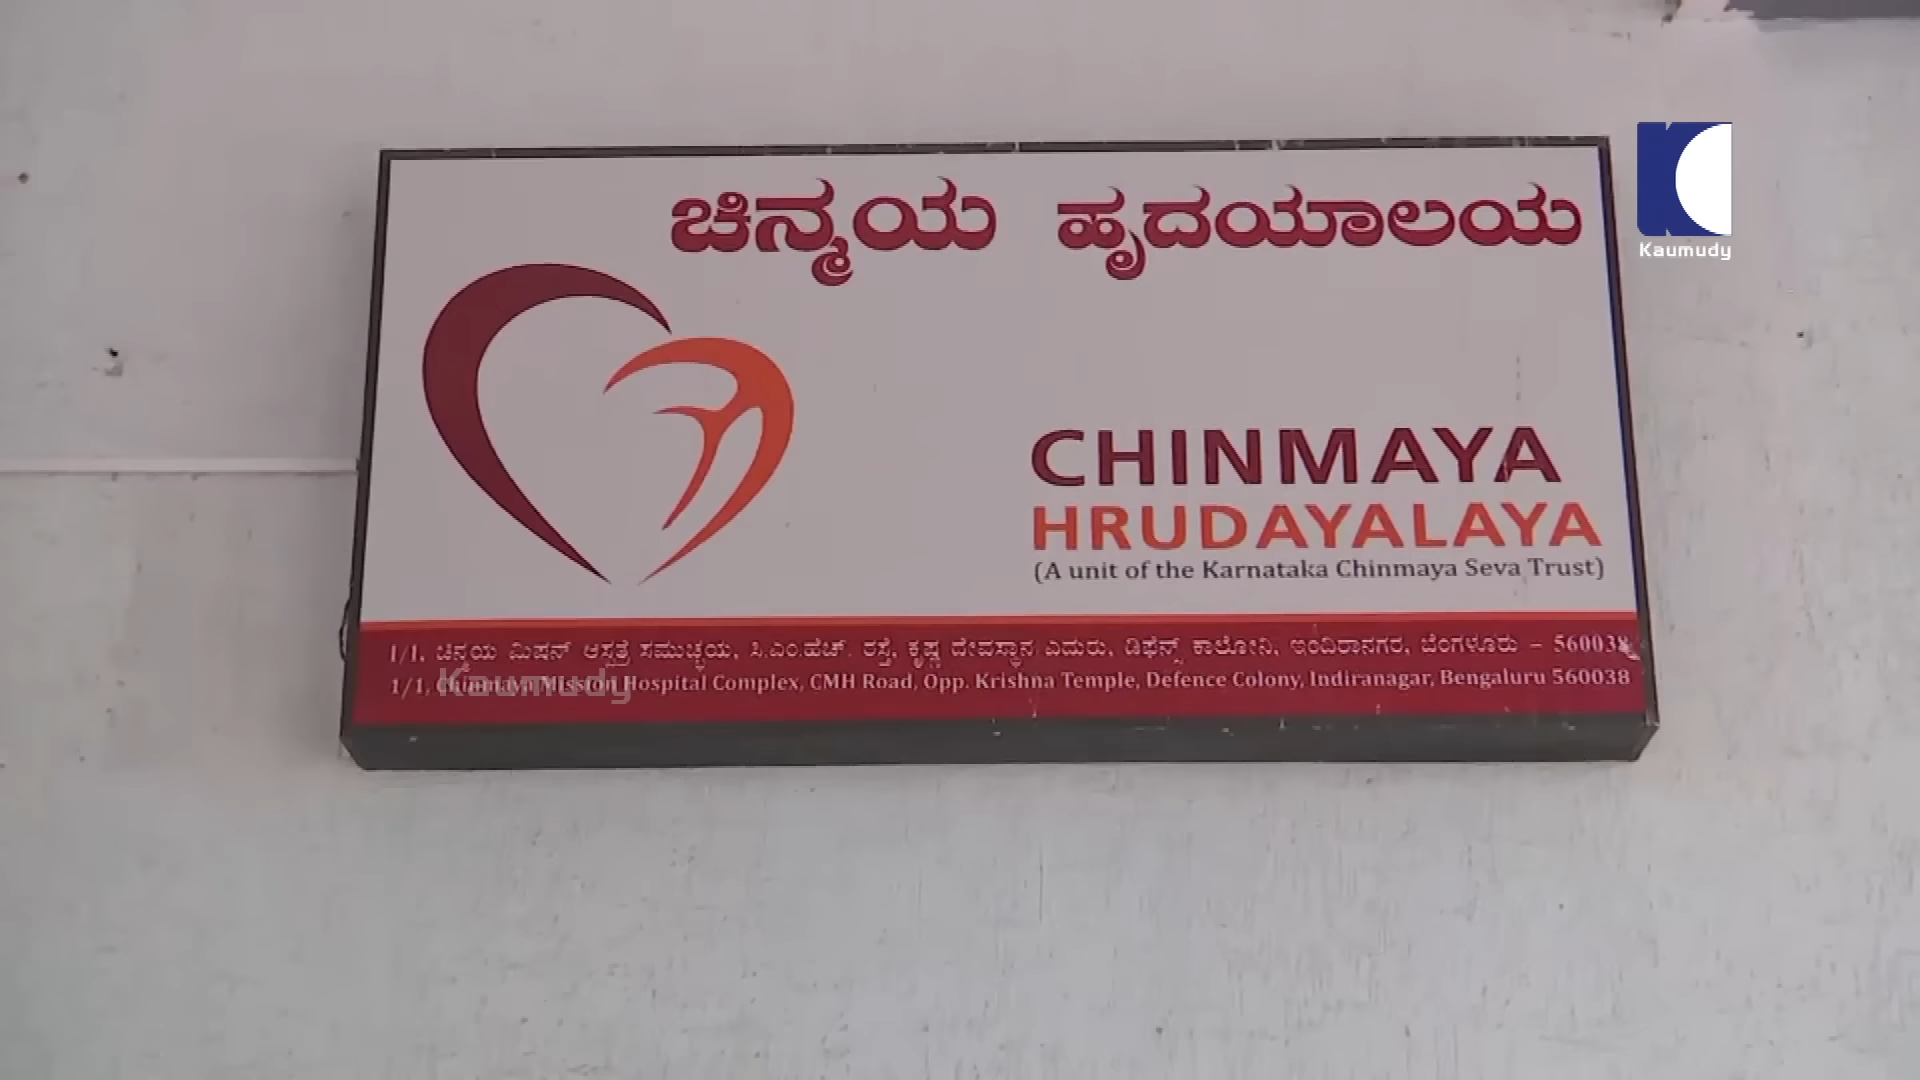 ಚಿನ್ಮಯ ಹೃದಯಾಲಯ
Kaumudy
CHINMAYA
HRUDAYALAYA
(A unit of the Karnataka Chinmaya Seva Trust)
1/1, ಚಿನ್ಮಯ ಮಿಷನ್ ಆಸ್ಪತ್ರೆ ಸಮುಚ್ಛಯ, ಸಿ.ಎಂ.ಹೆಚ್. ರಸ್ತೆ, ಕೃಷ್ಣ ದೇವಸ್ಥಾನ ಎದುರು, ಡಿಫೆನ್ಸ್ ಕಾಲೋನಿ, ಇಂದಿರಾನಗರ, ಬೆಂಗಳೂರು – 560038
1/1, Chinmaya Mission Hospital Complex, CMH Road, Opp. Krishna Temple, Defence Colony, Indiranagar, Bengaluru 560038
Kaumudy